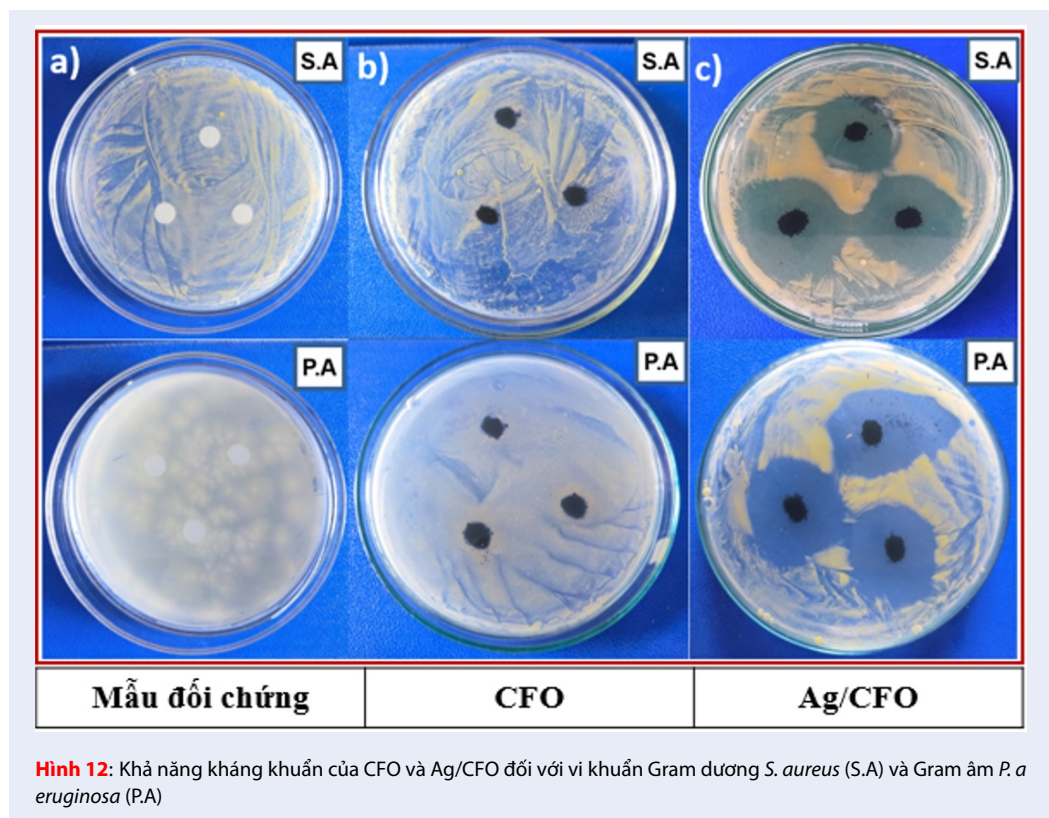 a) S.A b) S.A c) S.A
P.A P.A P.A
Mẫu đối chứng CFO Ag/CFO
Hình 12: Khả năng kháng khuẩn của CFO và Ag/CFO đối với vi khuẩn Gram dương S. aureus (S.A) và Gram âm P. a
eruginosa (P.A)